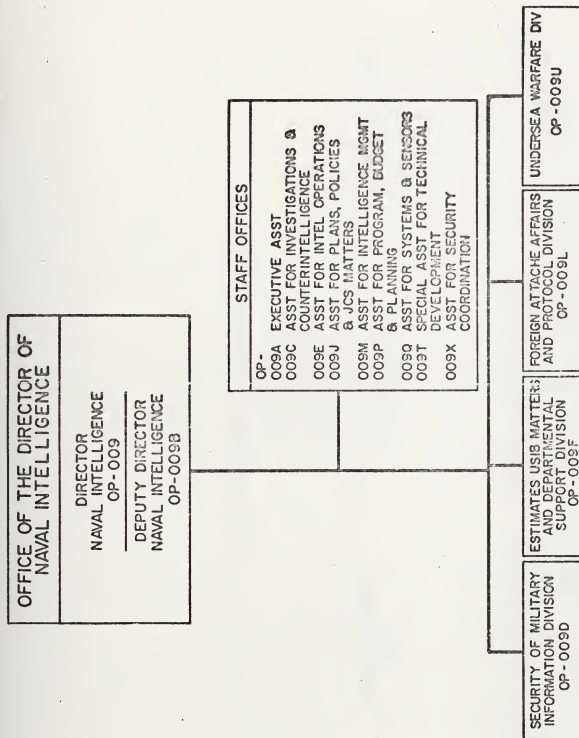 OFFICE OF THE DIRECTOR OF
NAVAL INTELLIGENCE
DIRECTOR
NAVAL INTELLIGENCE
OP-009
DEPUTY DIRECTOR
NAVAL INTELLIGENCE
OP-009B
STAFF OFFICES
OP-
009A EXECUTIVE ASST
009C ASST FOR INVESTIGATIONS &
COUNTERINTELLIGENCE
009E ASST FOR INTEL OPERATIONS
009J ASST FOR PLANS, POLICIES
& JCS MATTERS
009M ASST FOR INTELLIGENCE MGMT
009P ASST FOR PROGRAM, BUDGET
& PLANNING
009Q ASST FOR SYSTEMS & SENSORS
009T SPECIAL ASST FOR TECHNICAL
DEVELOPMENT
009X ASST FOR SECURITY
COORDINATION
SECURITY OF MILITARY
INFORMATION DIVISION
OP-009D
ESTIMATES USIB MATTERS
AND DEPARTMENTAL
SUPPORT DIVISION
OP-009F
FOREIGN ATTACHE AFFAIRS
AND PROTOCOL DIVISION
OP-009L
UNDERSEA WARFARE DIV
OP-009U